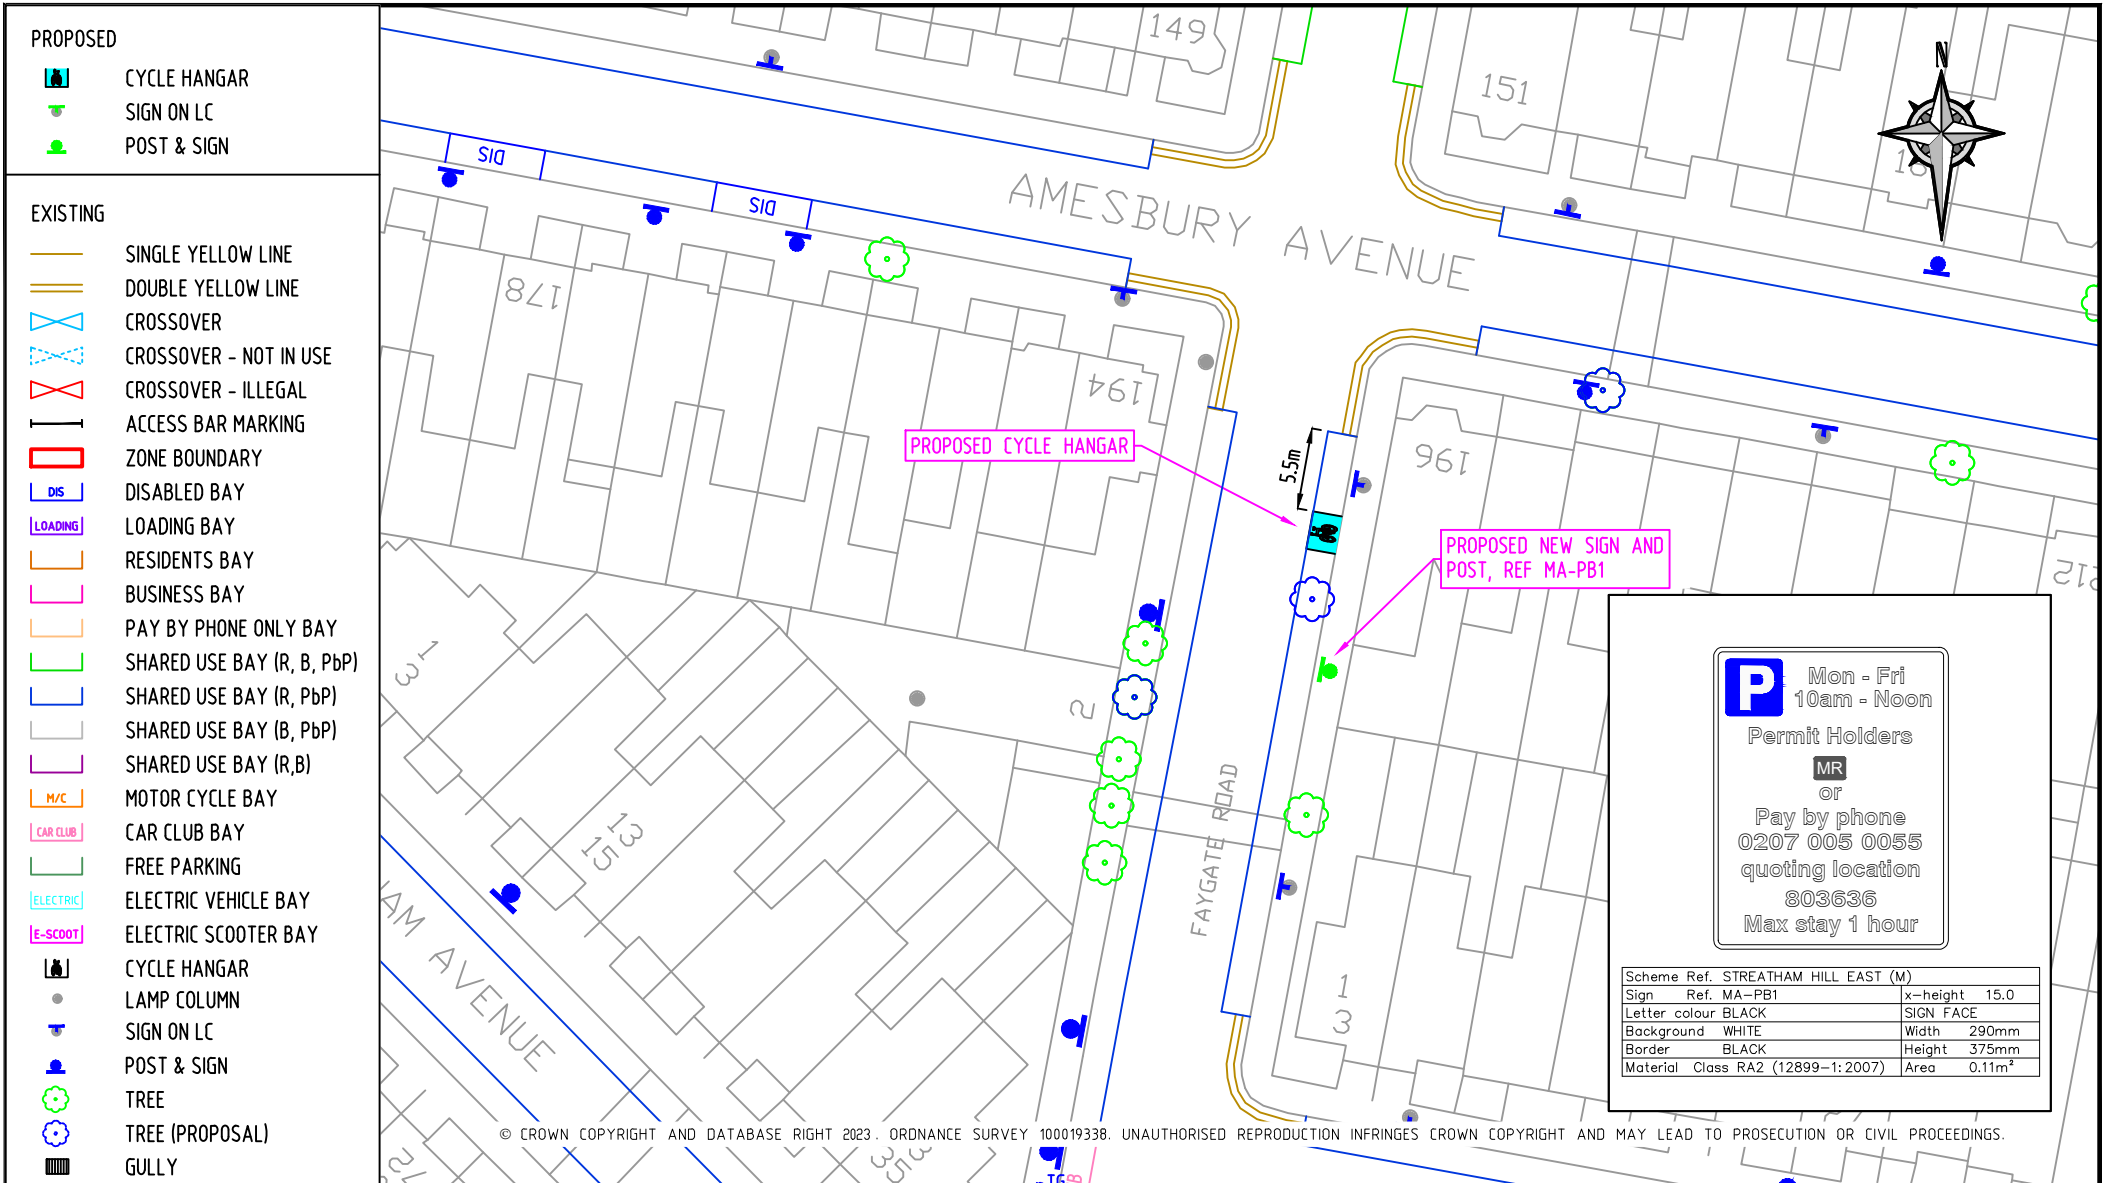 PROPOSED
CYCLE HANGAR
SIGN ON LC
POST & SIGN
EXISTING
SINGLE YELLOW LINE
DOUBLE YELLOW LINE
CROSSOVER
CROSSOVER - NOT IN USE
CROSSOVER - ILLEGAL
ACCESS BAR MARKING
ZONE BOUNDARY
DIS DISABLED BAY
LOADING LOADING BAY
RESIDENTS BAY
BUSINESS BAY
PAY BY PHONE ONLY BAY
SHARED USE BAY (R, B, PbP)
SHARED USE BAY (R, PbP)
SHARED USE BAY (B, PbP)
SHARED USE BAY (R,B)
M/C MOTOR CYCLE BAY
CAR CLUB CAR CLUB BAY
FREE PARKING
ELECTRIC ELECTRIC VEHICLE BAY
E-SCOOT ELECTRIC SCOOTER BAY
CYCLE HANGAR
LAMP COLUMN
SIGN ON LC
POST & SIGN
TREE
TREE (PROPOSAL)
GULLY
149
151
N
DIS
DIS
AMESBURY AVENUE
178
194
196
PROPOSED CYCLE HANGAR
5.5m
PROPOSED NEW SIGN AND
POST, REF MA-PB1
212
1
3
2
13
15
FAYGATE ROAD
AM AVENUE
1
3
35
P Mon - Fri
10am - Noon
Permit Holders
MR
or
Pay by phone
0207 005 0055
quoting location
803636
Max stay 1 hour
Scheme Ref. STREATHAM HILL EAST (M)
Sign Ref. MA-PB1 x-height 15.0
Letter colour BLACK SIGN FACE
Background WHITE Width 290mm
Border BLACK Height 375mm
Material Class RA2 (12899-1:2007) Area 0.11m²
© CROWN COPYRIGHT AND DATABASE RIGHT 2023. ORDNANCE SURVEY 100019338. UNAUTHORISED REPRODUCTION INFRINGES CROWN COPYRIGHT AND MAY LEAD TO PROSECUTION OR CIVIL PROCEEDINGS.